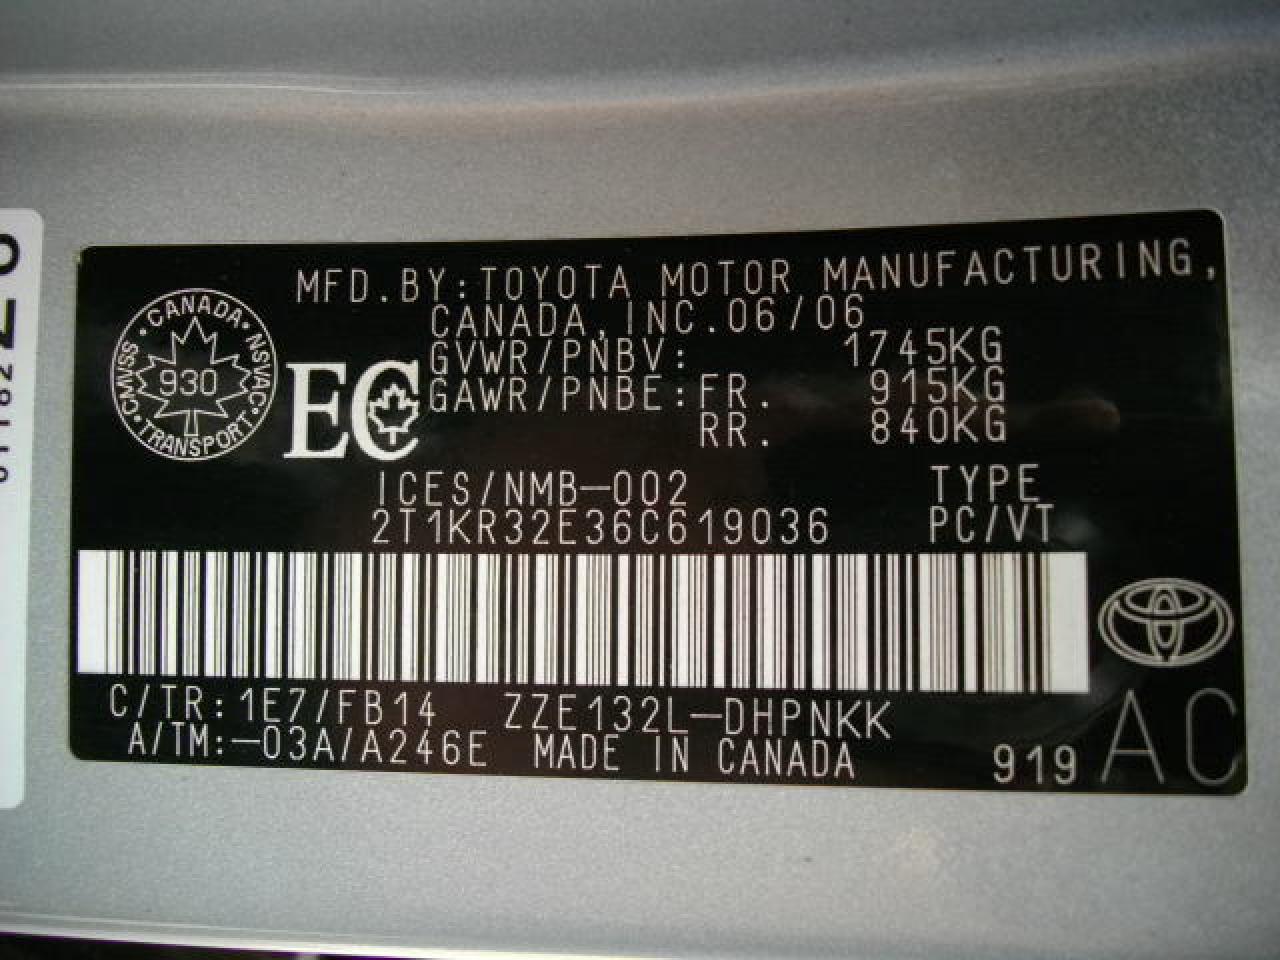 MFD.BY:TOYOTA MOTOR MANUFACTURING,
CANADA, INC.06/06
GVWR/PNBV: 1745KG
GAWR/PNBE:FR. 915KG
RR. 840KG
CANADA
NSVAC
TRANSPORT
CMVSS
930
EC
ICES/NMB-002 TYPE
2T1KR32E36C619036 PC/VT
C/TR:1E7/FB14 ZZE132L-DHPNKK
A/TM:-03A/A246E MADE IN CANADA 919 AC